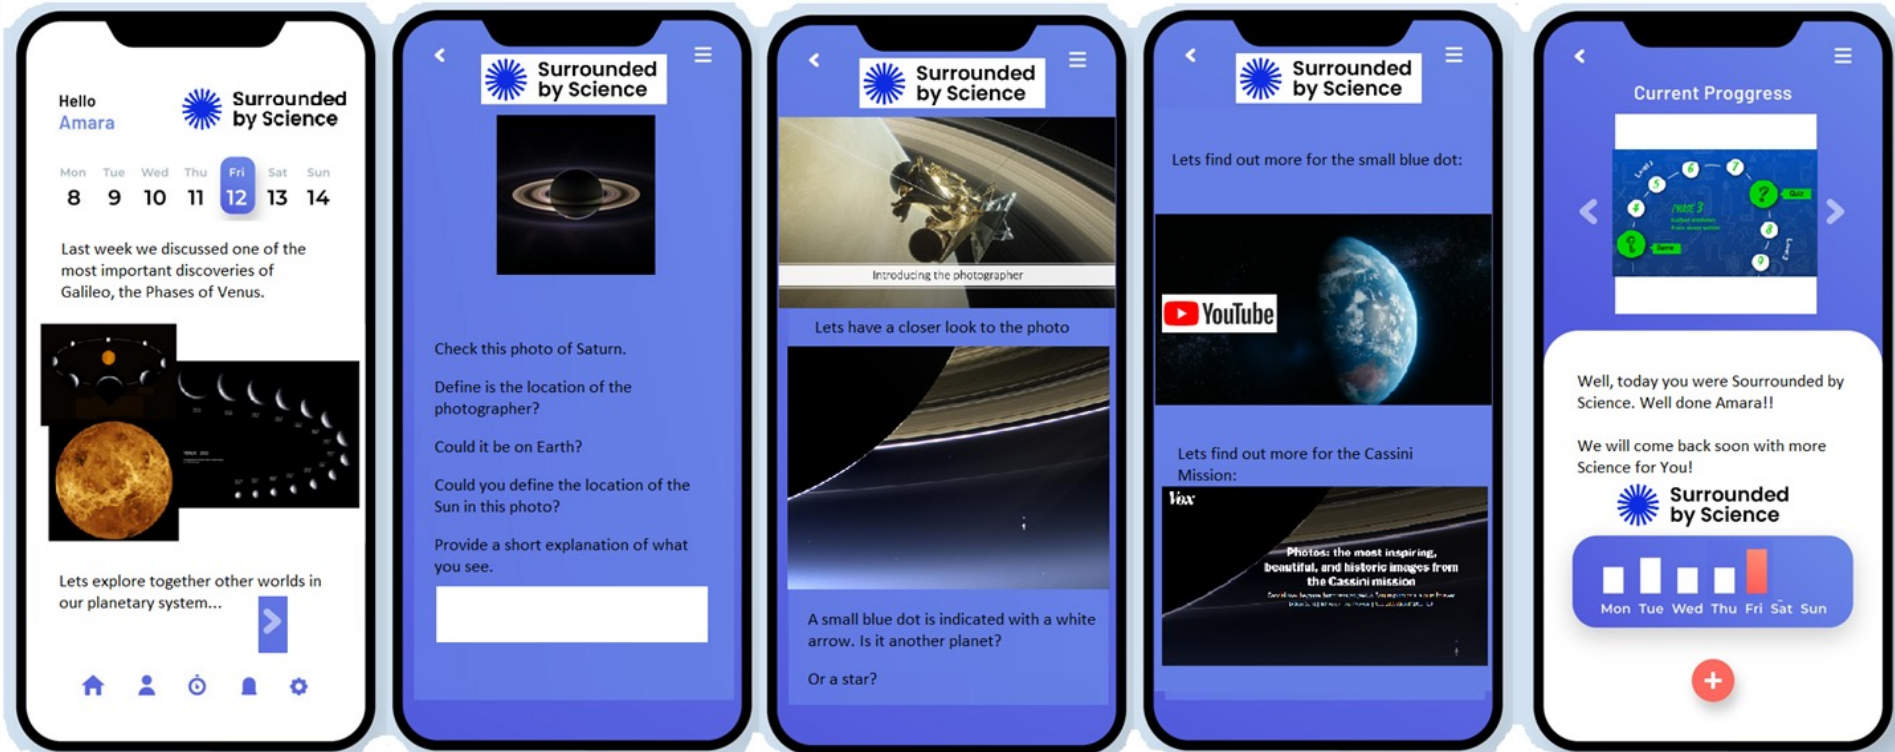 Hello
Amara
Surrounded
by Science
Mon Tue Wed Thu Fri Sat Sun
8 9 10 11 12 13 14
Last week we discussed one of the
most important discoveries of
Galileo, the Phases of Venus.
Lets explore together other worlds in
our planetary system...
Surrounded
by Science
Check this photo of Saturn.
Define is the location of the
photographer?
Could it be on Earth?
Could you define the location of the
Sun in this photo?
Provide a short explanation of what
you see.
Surrounded
by Science
Introducing the photographer
Lets have a closer look to the photo
A small blue dot is indicated with a white
arrow. Is it another planet?
Or a star?
Surrounded
by Science
Lets find out more for the small blue dot:
YouTube
Lets find out more for the Cassini
Mission:
Vox
Photos: the most inspiring,
beautiful, and historic images from
the Cassini mission
Current Proggress
4 5 6 7
PHASE 3
Quiz
8
9
Well, today you were Sourrounded by
Science. Well done Amara!!
We will come back soon with more
Science for You!
Surrounded
by Science
Mon Tue Wed Thu Fri Sat Sun